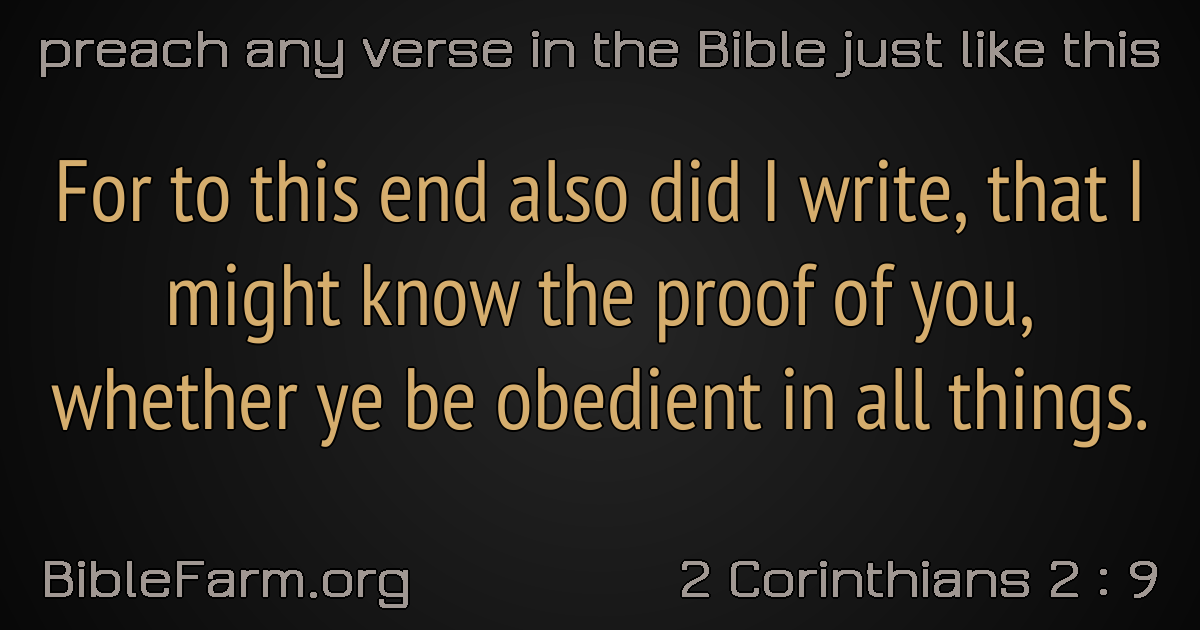 preach any verse in the Bible just like this
For to this end also did I write, that I
might know the proof of you,
whether ye be obedient in all things.
BibleFarm.org
2 Corinthians 2 : 9